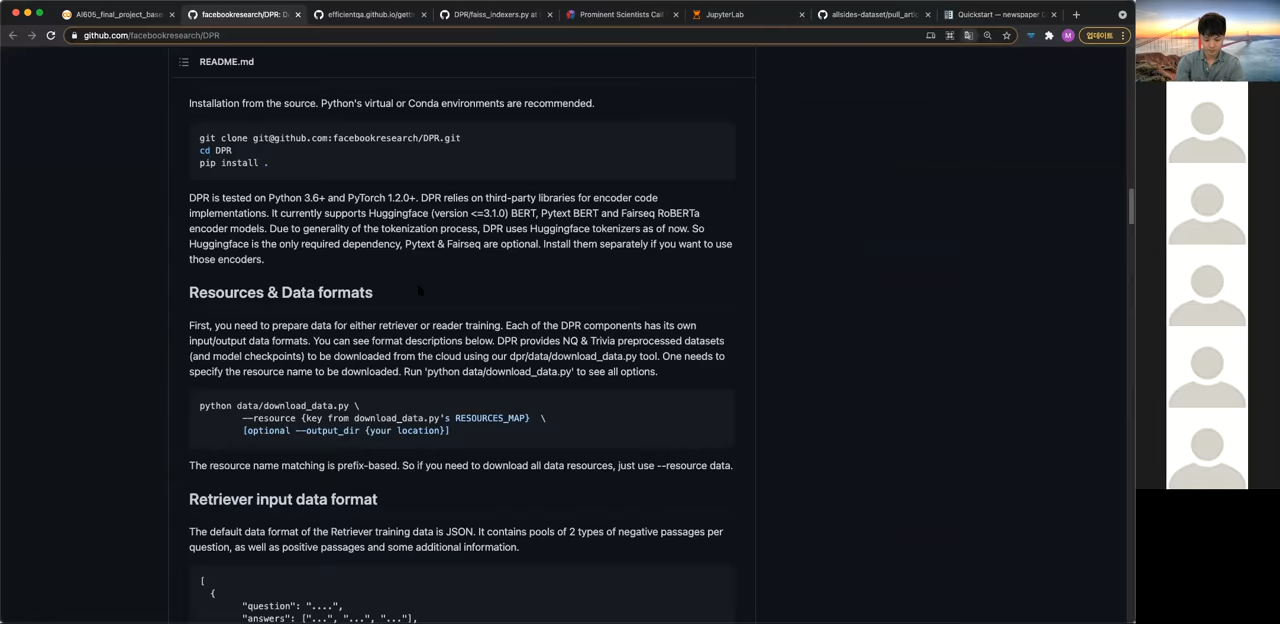 AI605_final_project_base
facebookresearch/DPR: D
efficientqa.github.io/gett
DPR/faiss_indexers.py at
Prominent Scientists Call
JupyterLab
allsides-dataset/pull_arti
Quickstart — newspaper
github.com/facebookresearch/DPR
M
업데이트
README.md
Installation from the source. Python's virtual or Conda environments are recommended.
git clone git@github.com:facebookresearch/DPR.git
cd DPR
pip install .
DPR is tested on Python 3.6+ and PyTorch 1.2.0+. DPR relies on third-party libraries for encoder code
implementations. It currently supports Huggingface (version <=3.1.0) BERT, Pytext BERT and Fairseq RoBERTa
encoder models. Due to generality of the tokenization process, DPR uses Huggingface tokenizers as of now. So
Huggingface is the only required dependency, Pytext & Fairseq are optional. Install them separately if you want to use
those encoders.
Resources & Data formats
First, you need to prepare data for either retriever or reader training. Each of the DPR components has its own
input/output data formats. You can see format descriptions below. DPR provides NQ & Trivia preprocessed datasets
(and model checkpoints) to be downloaded from the cloud using our dpr/data/download_data.py tool. One needs to
specify the resource name to be downloaded. Run 'python data/download_data.py' to see all options.
python data/download_data.py \
--resource {key from download_data.py's RESOURCES_MAP} \
[optional --output_dir {your location}]
The resource name matching is prefix-based. So if you need to download all data resources, just use --resource data.
Retriever input data format
The default data format of the Retriever training data is JSON. It contains pools of 2 types of negative passages per
question, as well as positive passages and some additional information.
[
{
"question": "....",
"answers": ["...", "...", "..."],